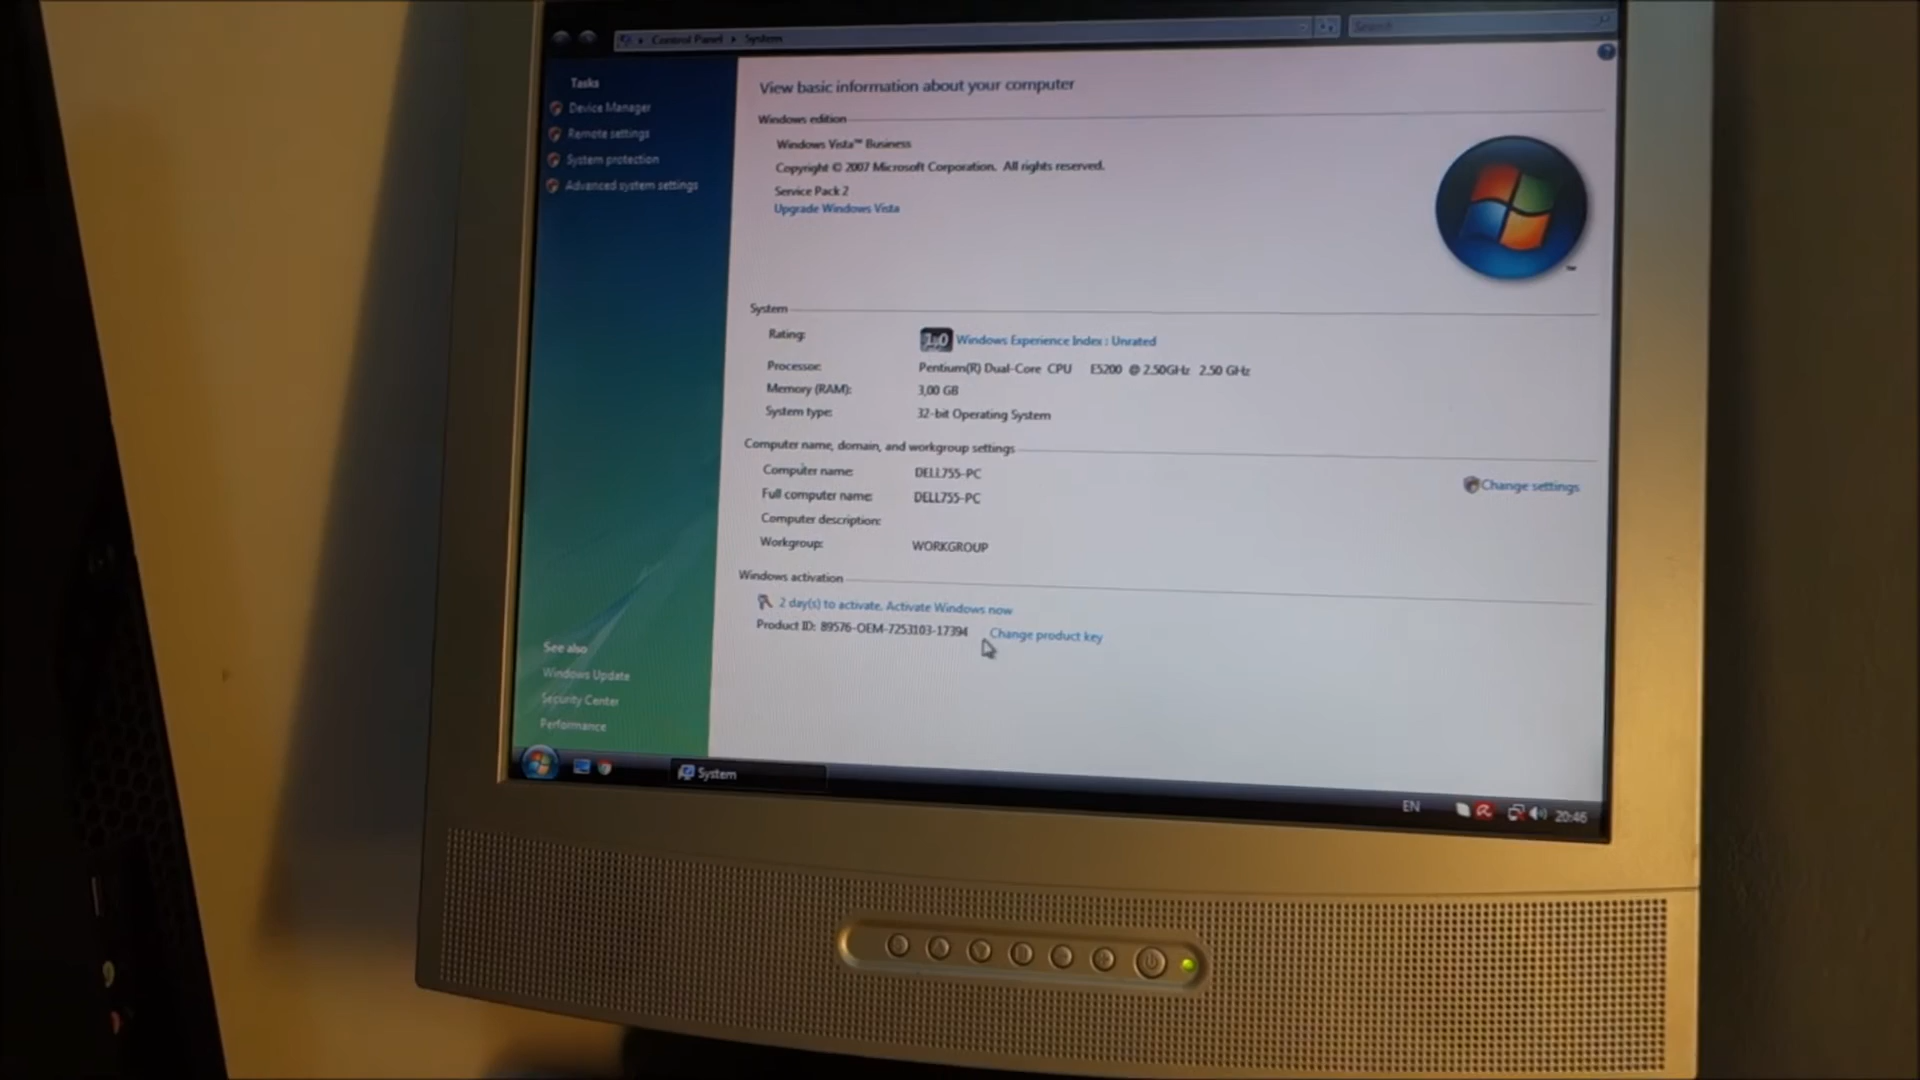 Control Panel ▸ System
Search
Tasks
Device Manager
Remote settings
System protection
Advanced system settings
View basic information about your computer
Windows edition
Windows Vista™ Business
Copyright © 2007 Microsoft Corporation. All rights reserved.
Service Pack 2
Upgrade Windows Vista
™
System
Rating: 1.0 Windows Experience Index : Unrated
Processor: Pentium(R) Dual-Core CPU E5200 @ 2.50GHz 2.50 GHz
Memory (RAM): 3,00 GB
System type: 32-bit Operating System
Computer name, domain, and workgroup settings
Computer name: DELL755-PC
Change settings
Full computer name: DELL755-PC
Computer description:
Workgroup: WORKGROUP
Windows activation
2 day(s) to activate. Activate Windows now
Product ID: 89576-OEM-7253103-17394 Change product key
See also
Windows Update
Security Center
Performance
System
EN
20:46